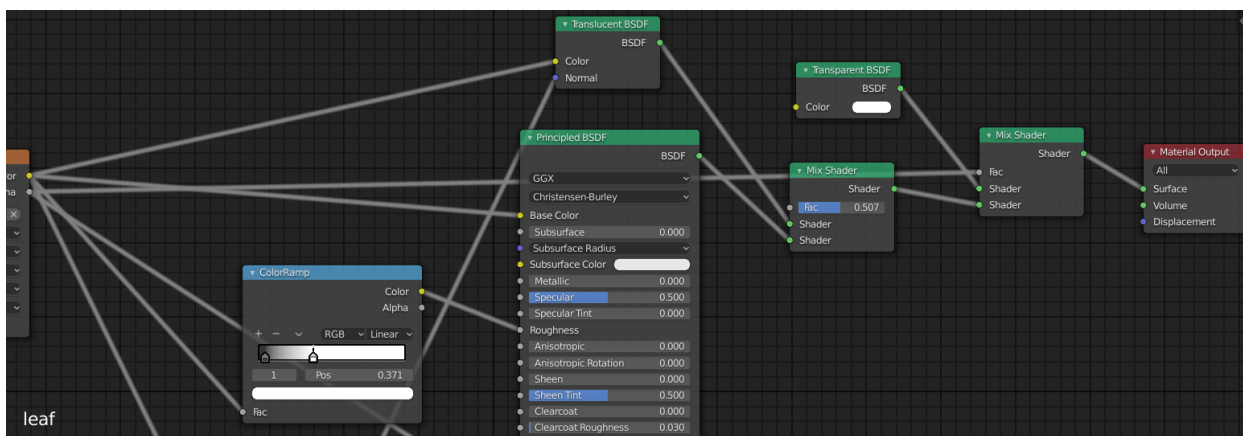 Translucent BSDF
BSDF
Color
Normal
Transparent BSDF
BSDF
Color
Principled BSDF
BSDF
GGX
Christensen-Burley
Base Color
Subsurface 0.000
Subsurface Radius
Subsurface Color
Metallic 0.000
Specular 0.500
Specular Tint 0.000
Roughness
Anisotropic 0.000
Anisotropic Rotation 0.000
Sheen 0.000
Sheen Tint 0.500
Clearcoat 0.000
Clearcoat Roughness 0.030
Mix Shader
Shader
Fac 0.507
Shader
Shader
Mix Shader
Shader
Fac
Shader
Shader
Material Output
All
Surface
Volume
Displacement
ColorRamp
Color
Alpha
RGB Linear
1 Pos 0.371
Fac
leaf